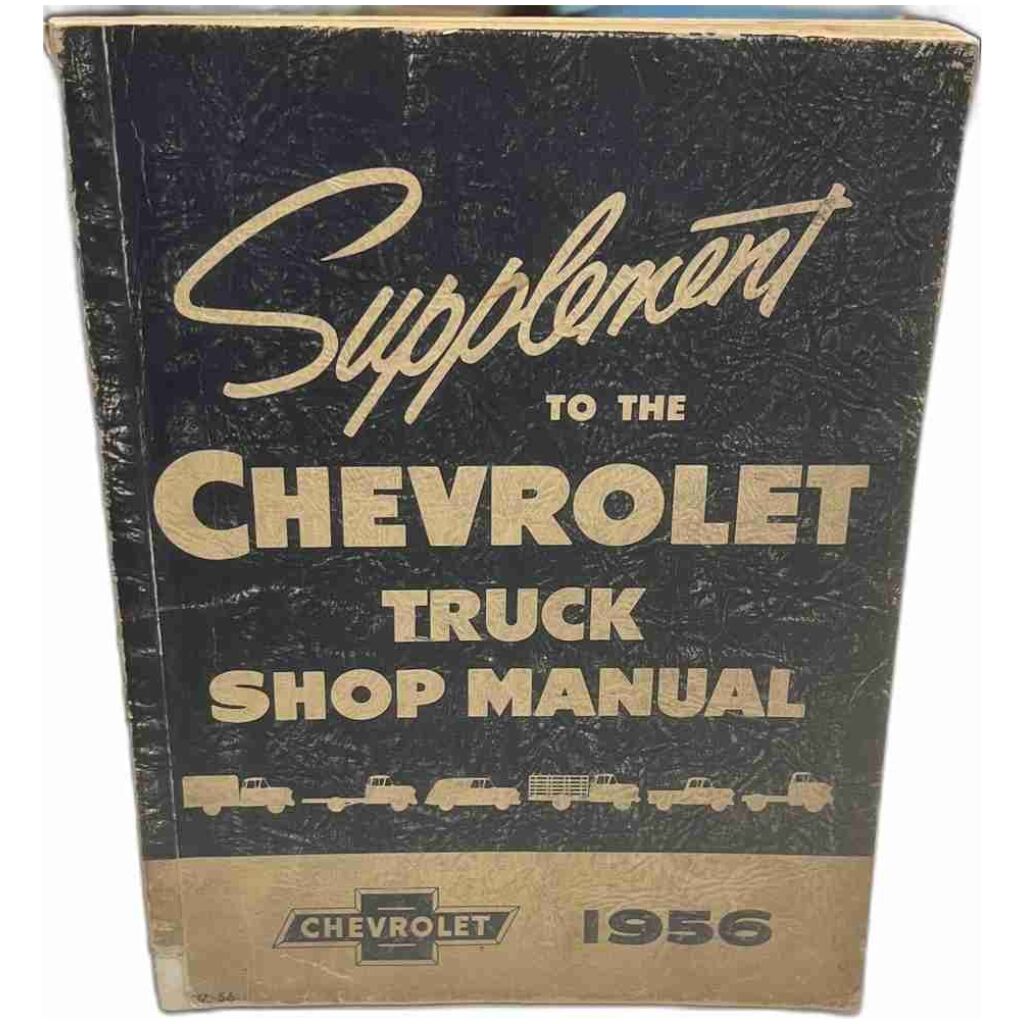 Supplement
TO THE
CHEVROLET
TRUCK
SHOP MANUAL
CHEVROLET
1956